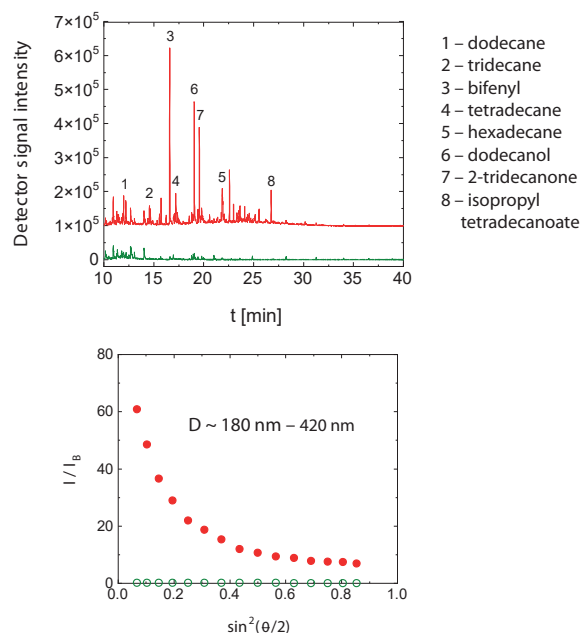 7×10⁵
6×10⁵
5×10⁵
4×10⁵
3×10⁵
2×10⁵
1×10⁵
0
Detector signal intensity
1
2
3
4
5
6
7
8
10 15 20 25 30 35 40
t [min]
1 – dodecane
2 – tridecane
3 – bifenyl
4 – tetradecane
5 – hexadecane
6 – dodecanol
7 – 2-tridecanone
8 – isopropyl
tetradecanoate
80
60
40
20
0
I / I_B
D ~ 180 nm – 420 nm
0.0 0.2 0.4 0.6 0.8 1.0
sin²(θ/2)